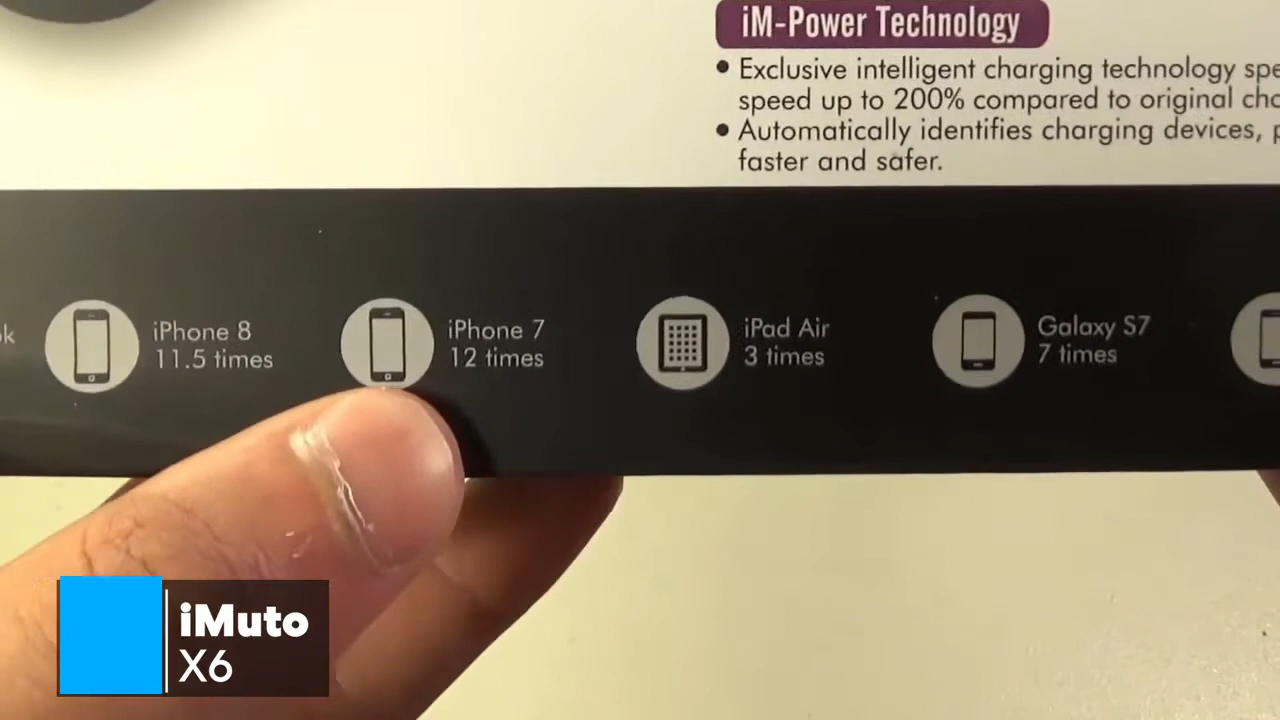 iM-Power Technology
• Exclusive intelligent charging technology
speed up to 200% compared to original
• Automatically identifies charging devices,
faster and safer.
iPhone 8
11.5 times
iPhone 7
12 times
iPad Air
3 times
Galaxy S7
7 times
iMuto
X6